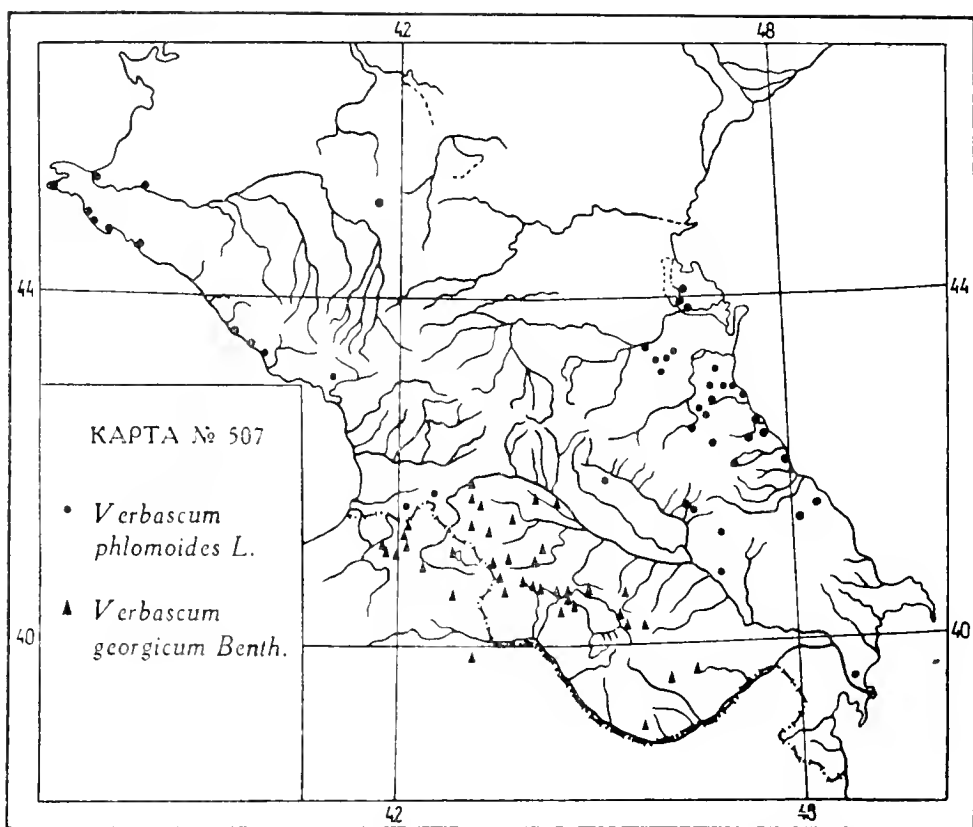 42 48
44 44
КАРТА № 507
Verbascum
phlomoides L.
Verbascum
georgicum Benth.
40 40
42 48